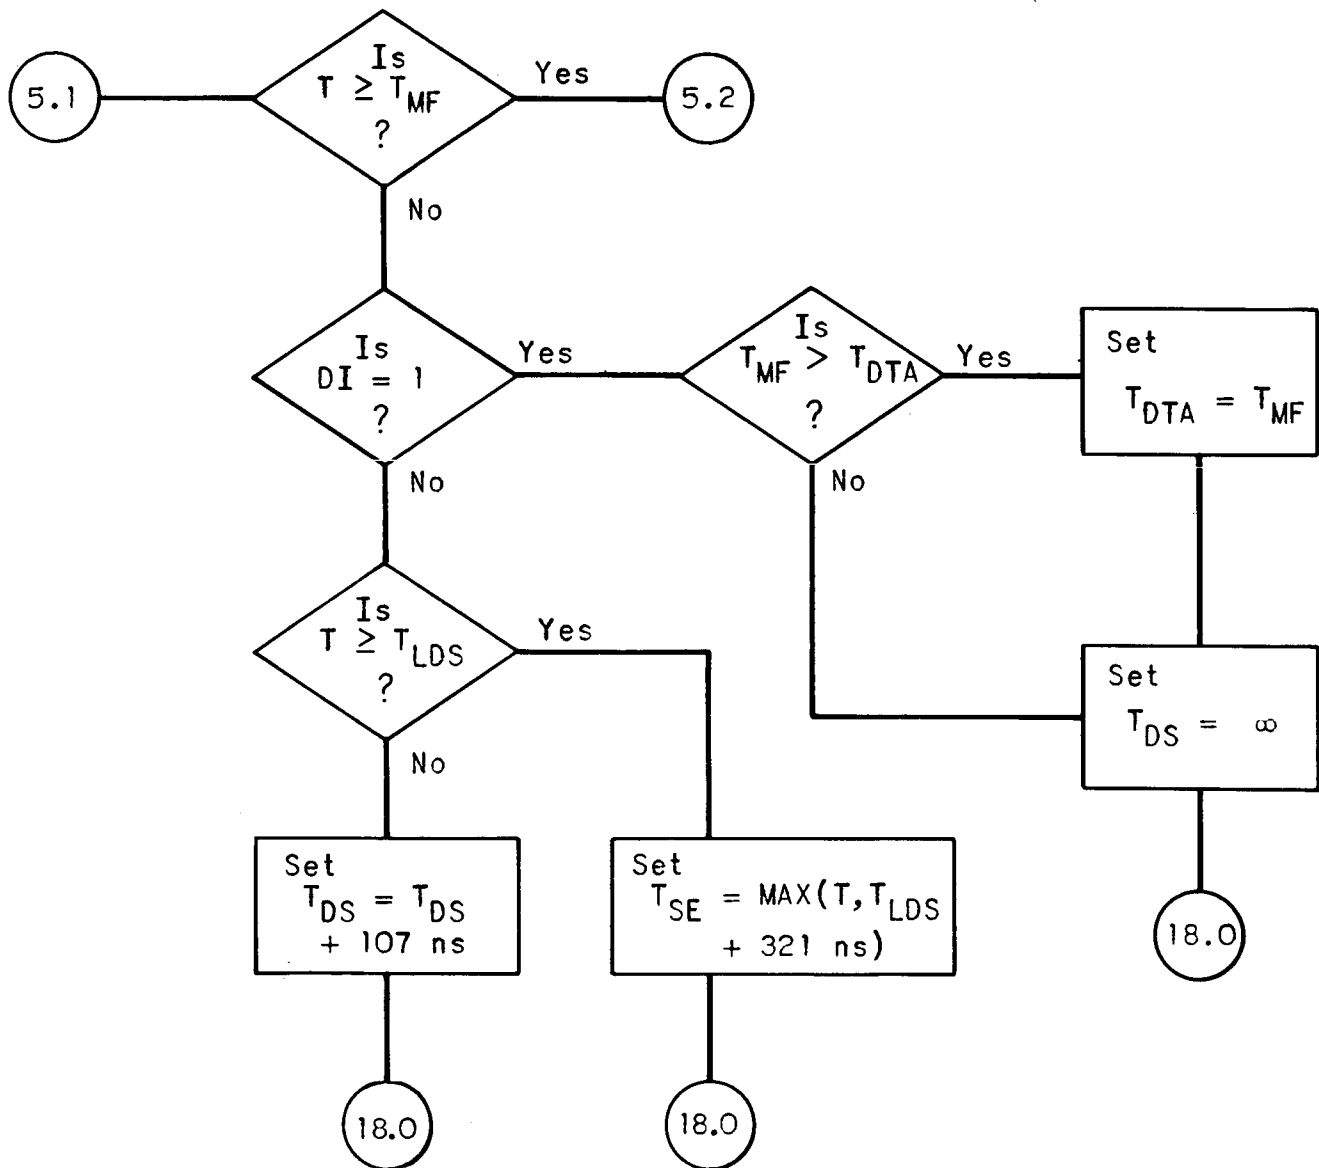 5.1
Is
T ≥ T_MF
?
Yes
5.2
No
Is
DI = 1
?
Yes
Is
T_MF > T_DTA
?
Yes
Set
T_DTA = T_MF
No
No
Is
T ≥ T_LDS
?
Yes
Set
T_DS = ∞
No
Set
T_DS = T_DS
+ 107 ns
Set
T_SE = MAX(T, T_LDS
+ 321 ns)
18.0
18.0
18.0